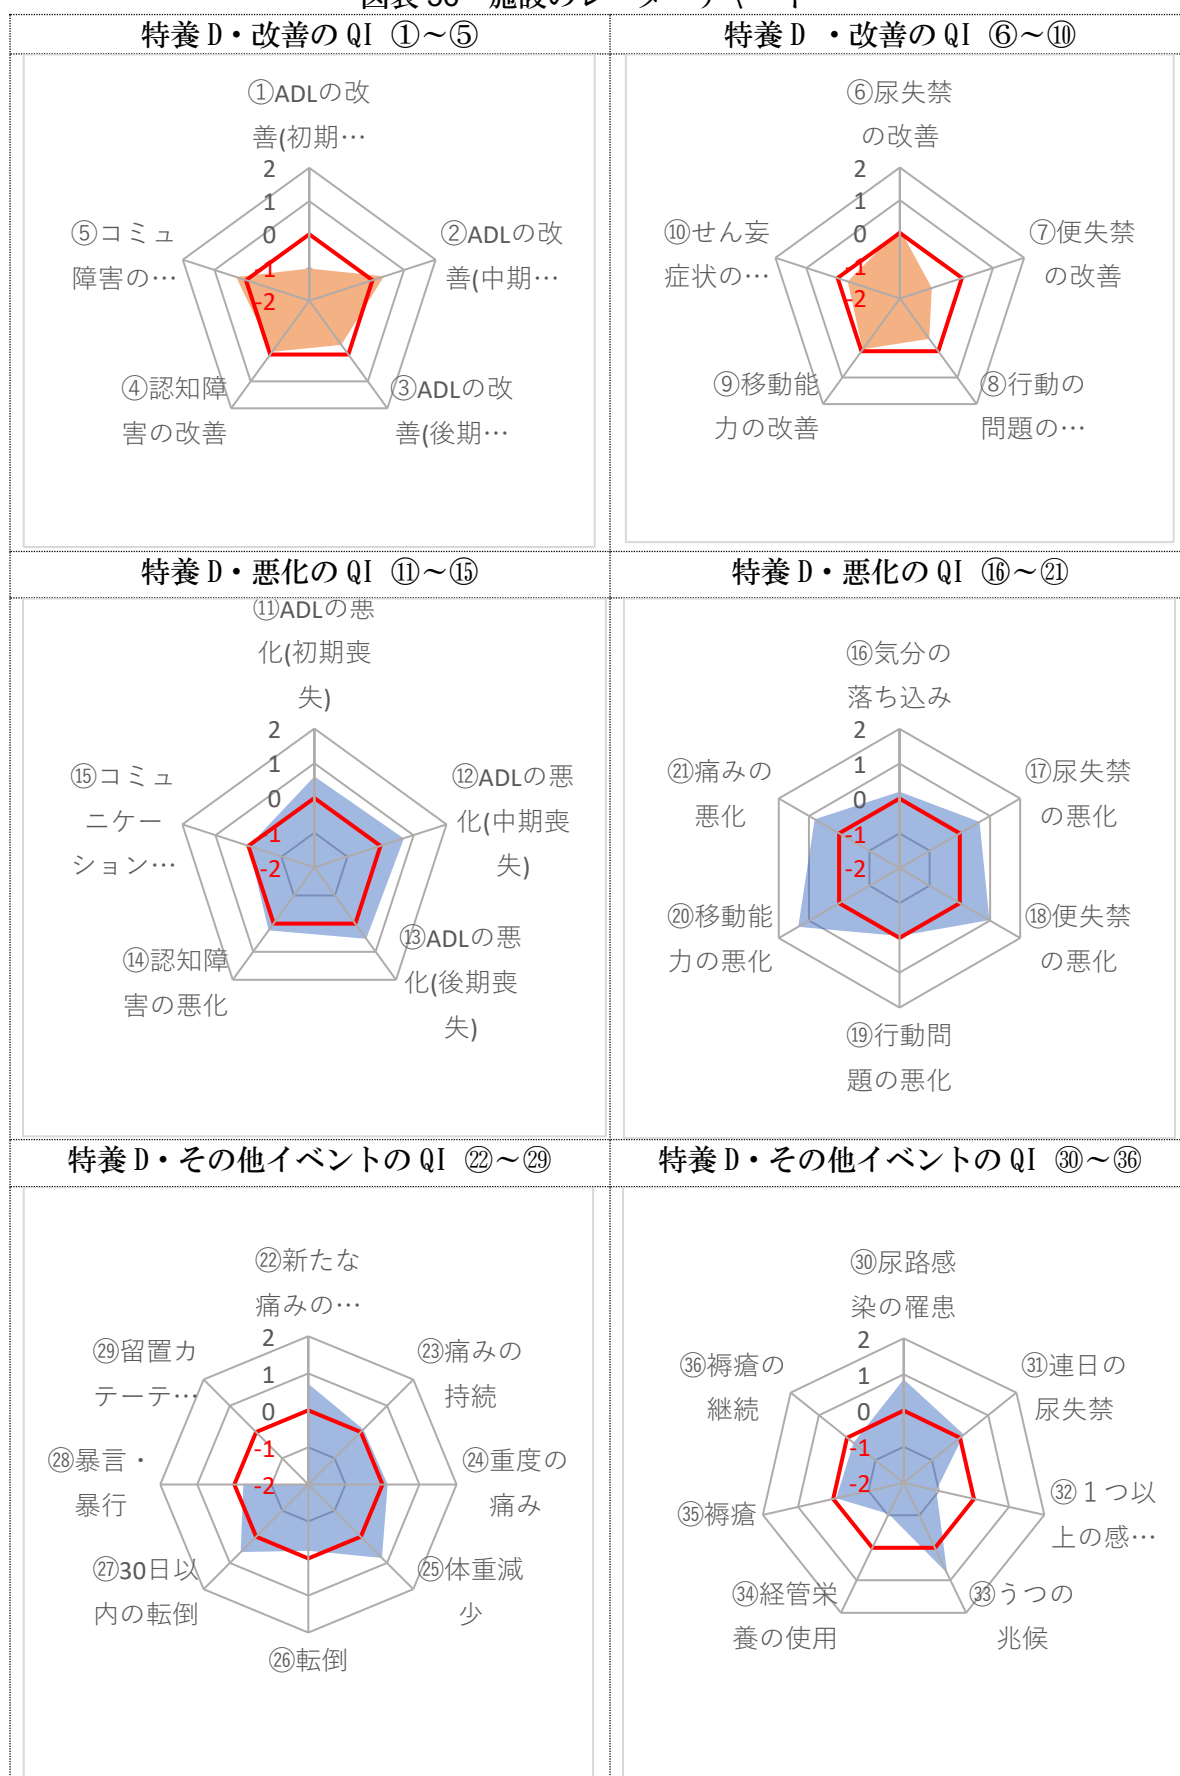 特養 D・改善の QI ①～⑤
特養 D ・改善の QI ⑥～⑩
①ADLの改
善(初期…
2
1
0
-1
-2
②ADLの改
善(中期…
③ADLの改
善(後期…
④認知障
害の改善
⑤コミュ
障害の…
⑥尿失禁
の改善
2
1
0
-1
-2
⑦便失禁
の改善
⑧行動の
問題の…
⑨移動能
力の改善
⑩せん妄
症状の…
特養 D・悪化の QI ⑪～⑮
特養 D・悪化の QI ⑯～㉑
⑪ADLの悪
化(初期喪
失)
2
1
0
-1
-2
⑫ADLの悪
化(中期喪
失)
⑬ADLの悪
化(後期喪
失)
⑭認知障
害の悪化
⑮コミュ
ニケー
ション…
⑯気分の
落ち込み
2
1
0
-1
-2
⑰尿失禁
の悪化
⑱便失禁
の悪化
⑲行動問
題の悪化
⑳移動能
力の悪化
㉑痛みの
悪化
特養 D・その他イベントの QI ㉒～㉙
特養 D・その他イベントの QI ㉚～㊱
㉒新たな
痛みの…
2
1
0
-1
-2
㉓痛みの
持続
㉔重度の
痛み
㉕体重減
少
㉖転倒
㉗30日以
内の転倒
㉘暴言・
暴行
㉙留置カ
テーテ…
㉚尿路感
染の罹患
2
1
0
-1
-2
㉛連日の
尿失禁
㉜１つ以
上の感…
㉝うつの
兆候
㉞経管栄
養の使用
㉟褥瘡
㊱褥瘡の
継続